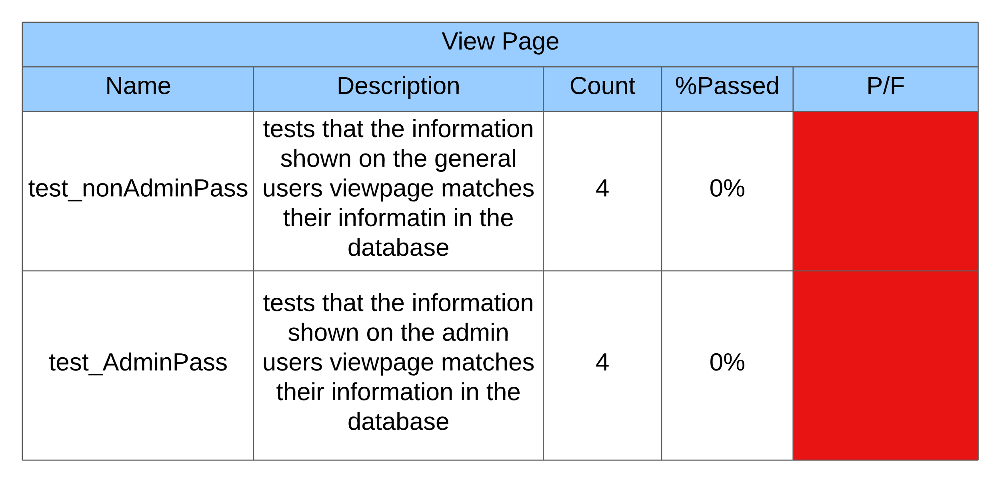 View Page
Name Description Count %Passed P/F
tests that the information
shown on the general
test_nonAdminPass users viewpage matches 4 0%
their informatin in the
database
tests that the information
shown on the admin
test_AdminPass users viewpage matches 4 0%
their information in the
database